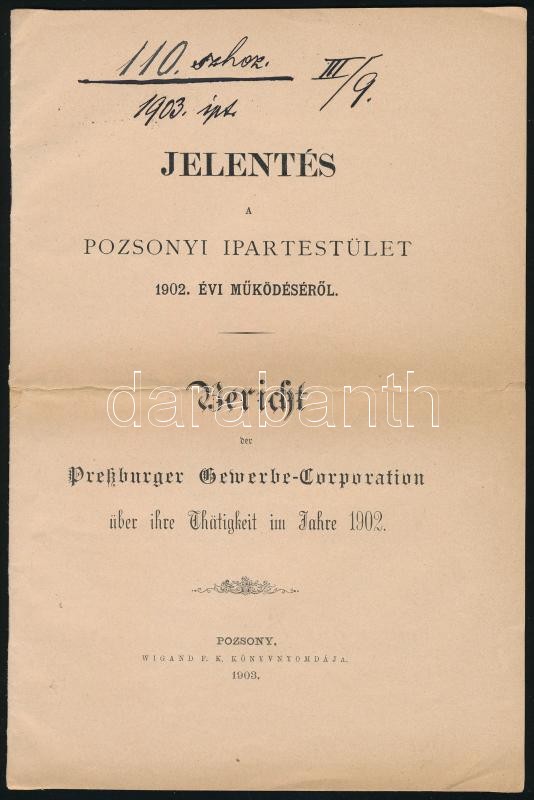 110. szhoz. III/9.
1903. ipt.
JELENTÉS
A
POZSONYI IPARTESTÜLET
1902. ÉVI MŰKÖDÉSÉRŐL.
Bericht
darabanth
der
Preßburger Gewerbe-Corporation
über ihre Thätigkeit im Jahre 1902.
POZSONY.
WIGAND F. K. KÖNYVNYOMDÁJA.
1903.